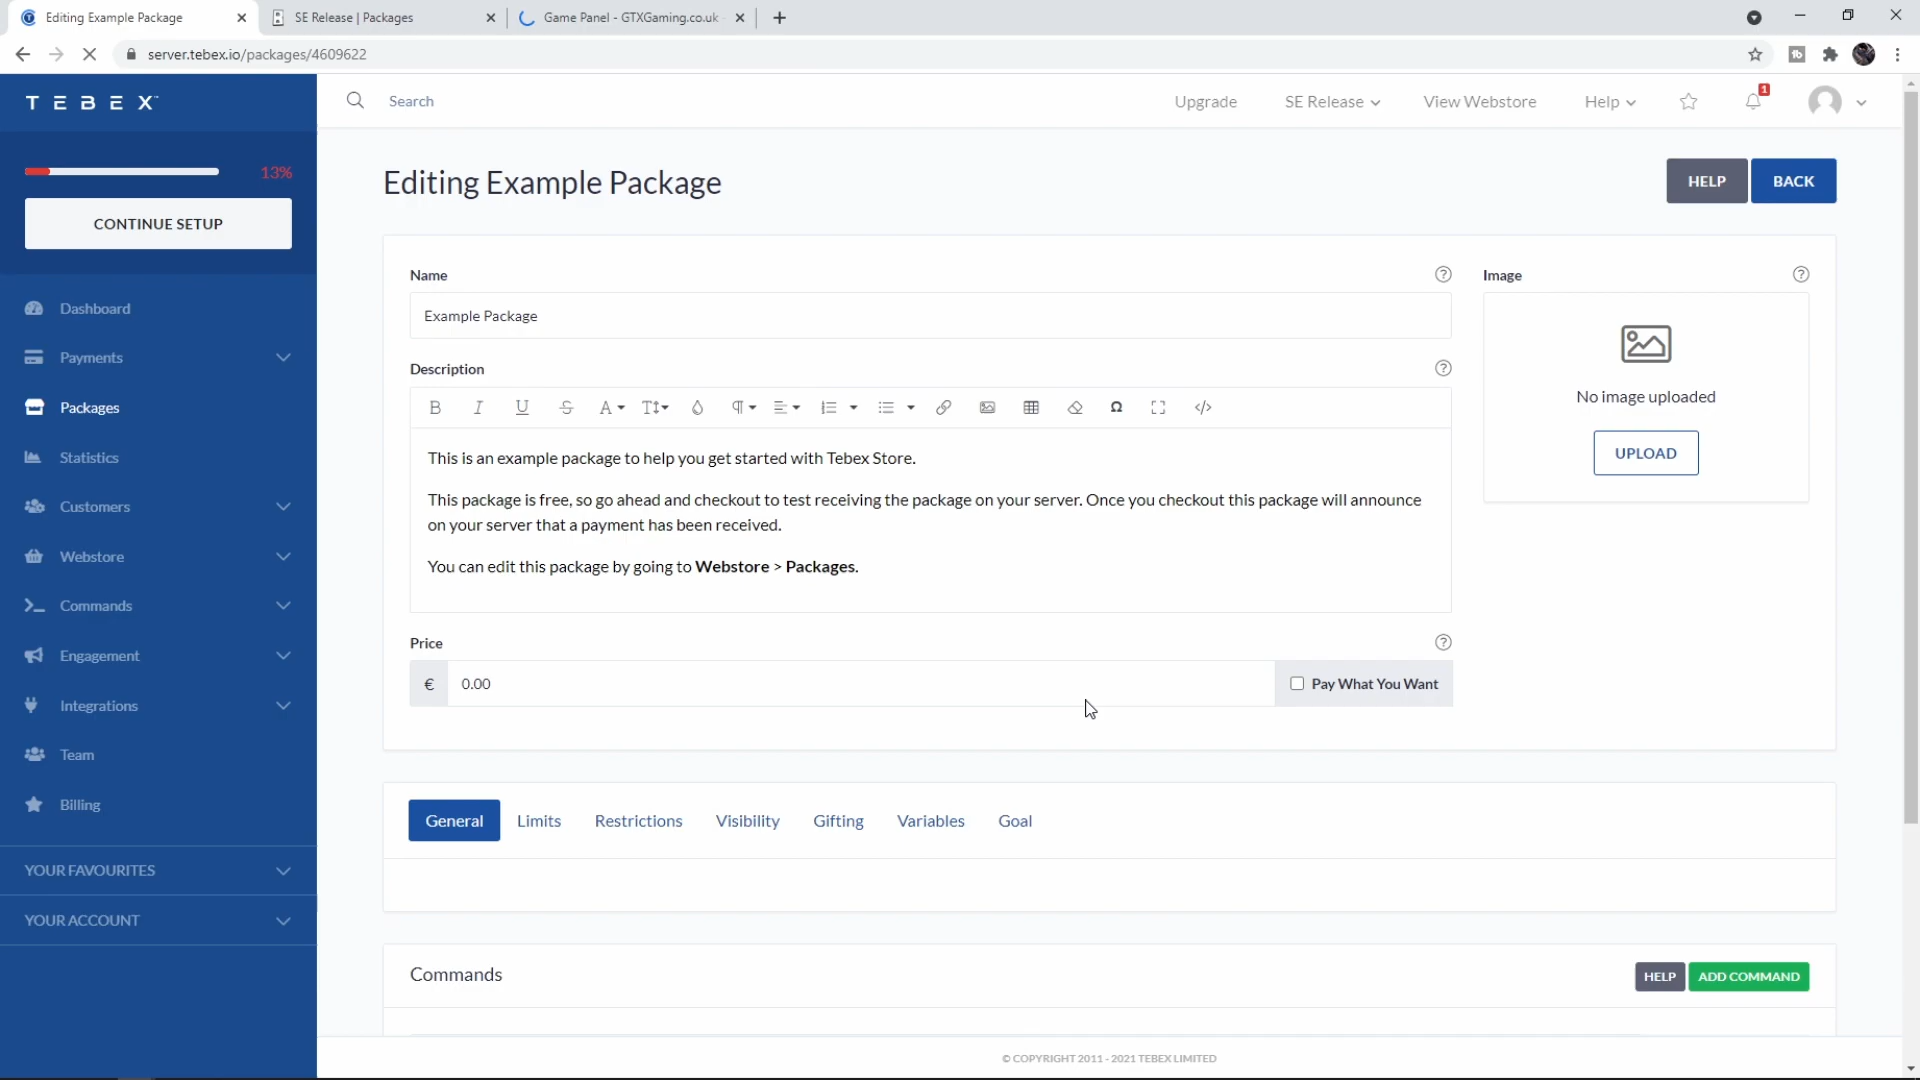 Editing Example Package
SE Release | Packages
Game Panel - GTXGaming.co.uk
server.tebex.io/packages/4609622
TEBEX™
Search
Upgrade
SE Release
View Webstore
Help
1
13%
CONTINUE SETUP
Dashboard
Payments
Packages
Statistics
Customers
Webstore
Commands
Engagement
Integrations
Team
Billing
YOUR FAVOURITES
YOUR ACCOUNT
Editing Example Package
HELP
BACK
Name
Example Package
Image
No image uploaded
UPLOAD
Description
This is an example package to help you get started with Tebex Store.
This package is free, so go ahead and checkout to test receiving the package on your server. Once you checkout this package will announce
on your server that a payment has been received.
You can edit this package by going to Webstore > Packages.
Price
€ 0.00
Pay What You Want
General Limits Restrictions Visibility Gifting Variables Goal
Commands
HELP
ADD COMMAND
© COPYRIGHT 2011 - 2021 TEBEX LIMITED